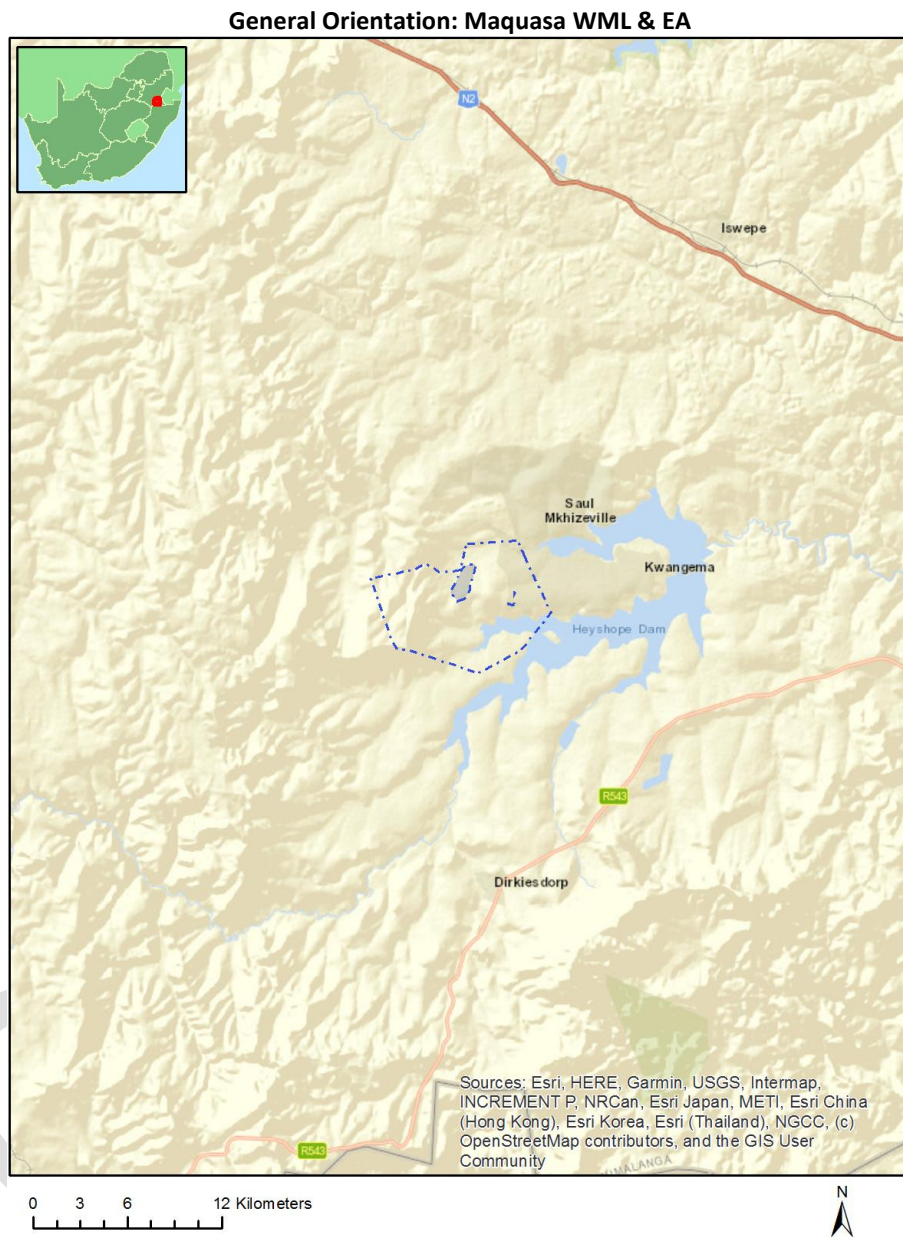 General Orientation: Maquasa WML & EA
N2
Iswepe
Saul
Mkhizeville
Kwangema
Heyshope Dam
R543
Dirkiesdorp
Sources: Esri, HERE, Garmin, USGS, Intermap,
INCREMENT P, NRCan, Esri Japan, METI, Esri China
(Hong Kong), Esri Korea, Esri (Thailand), NGCC, (c)
OpenStreetMap contributors, and the GIS User
Community
R543
0 3 6 12 Kilometers
N